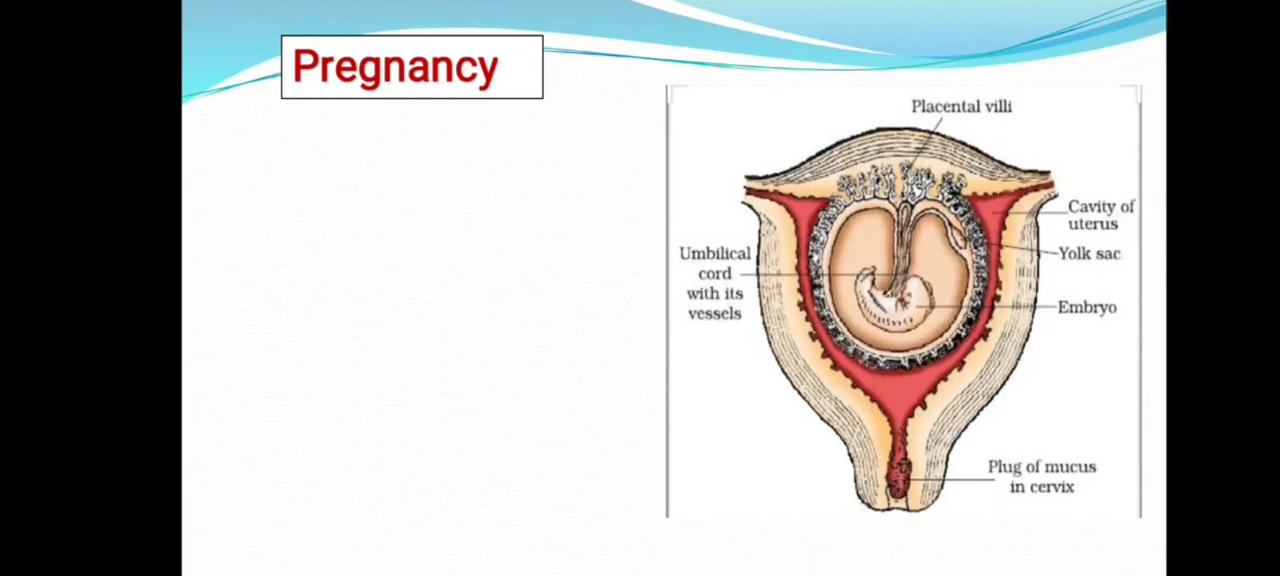 Pregnancy
Placental villi
Cavity of
uterus
Yolk sac
Umbilical
cord
with its
vessels
Embryo
Plug of mucus
in cervix